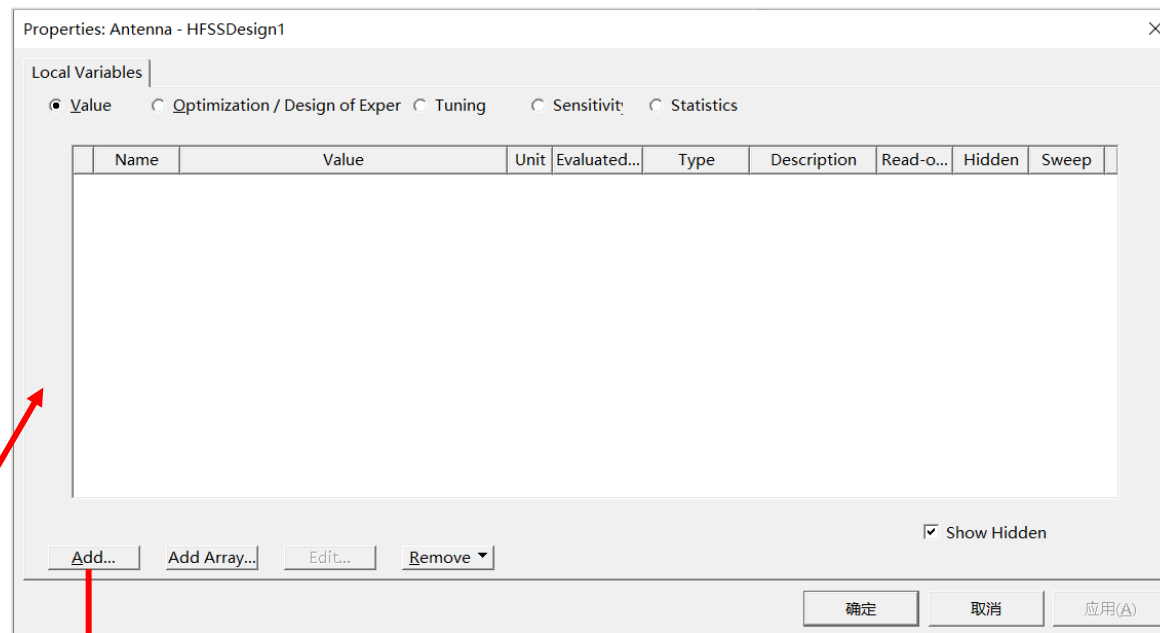 Properties: Antenna - HFSSDesign1
Local Variables
Value Optimization / Design of Exper Tuning Sensitivity Statistics
Name Value Unit Evaluated... Type Description Read-o... Hidden Sweep
Show Hidden
Add... Add Array... Edit... Remove
确定 取消 应用(A)